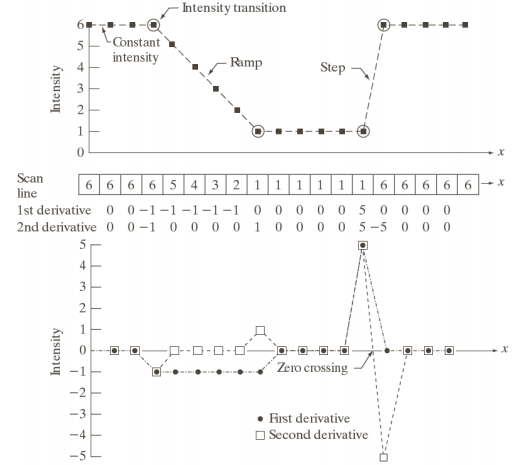 Intensity transition
6
5
4
3
2
1
0
Intensity
Constant
intensity
Ramp
Step
x
Scan
line
6 6 6 6 5 4 3 2 1 1 1 1 1 1 6 6 6 6 6
x
1st derivative 0 0 −1 −1 −1 −1 −1 0 0 0 0 0 5 0 0 0 0
2nd derivative 0 0 −1 0 0 0 0 1 0 0 0 0 5 −5 0 0 0
5
4
3
2
1
0
−1
−2
−3
−4
−5
Intensity
x
Zero crossing
First derivative
Second derivative